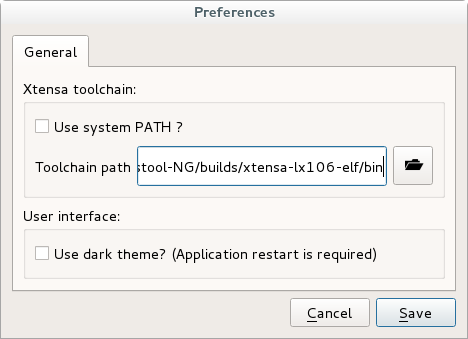 Preferences
General
Xtensa toolchain:
Use system PATH ?
Toolchain path stool-NG/builds/xtensa-lx106-elf/bin
User interface:
Use dark theme? (Application restart is required)
Cancel Save